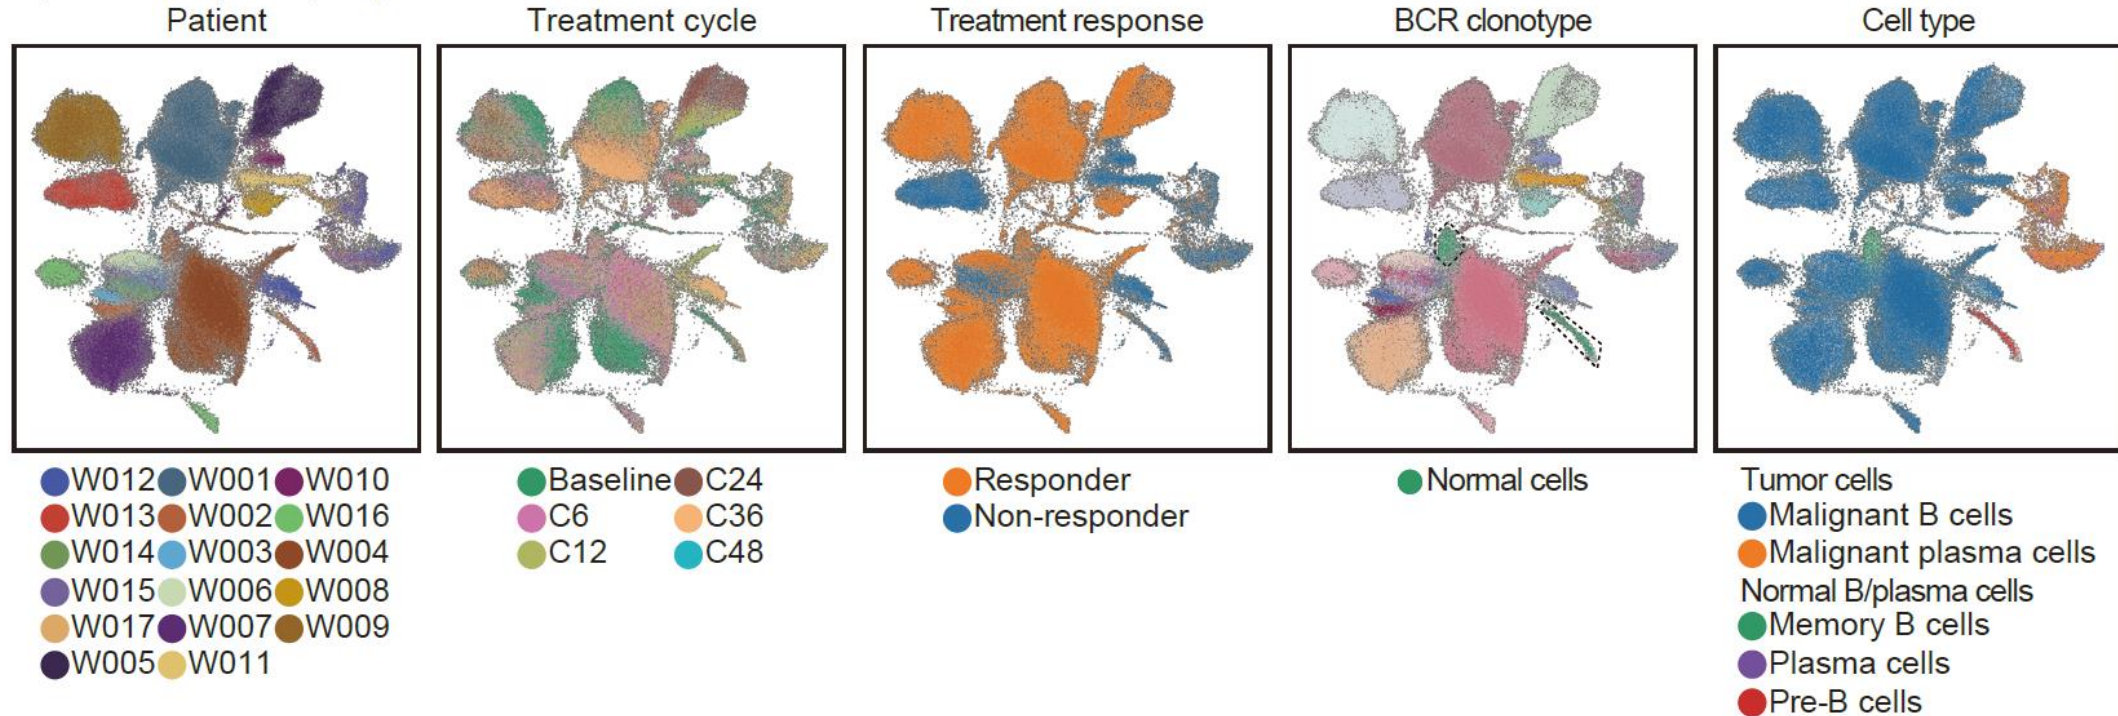 Patient
Treatment cycle
Treatment response
BCR clonotype
Cell type
W012 W001 W010
W013 W002 W016
W014 W003 W004
W015 W006 W008
W017 W007 W009
W005 W011
Baseline C24
C6 C36
C12 C48
Responder
Non-responder
Normal cells
Tumor cells
Malignant B cells
Malignant plasma cells
Normal B/plasma cells
Memory B cells
Plasma cells
Pre-B cells